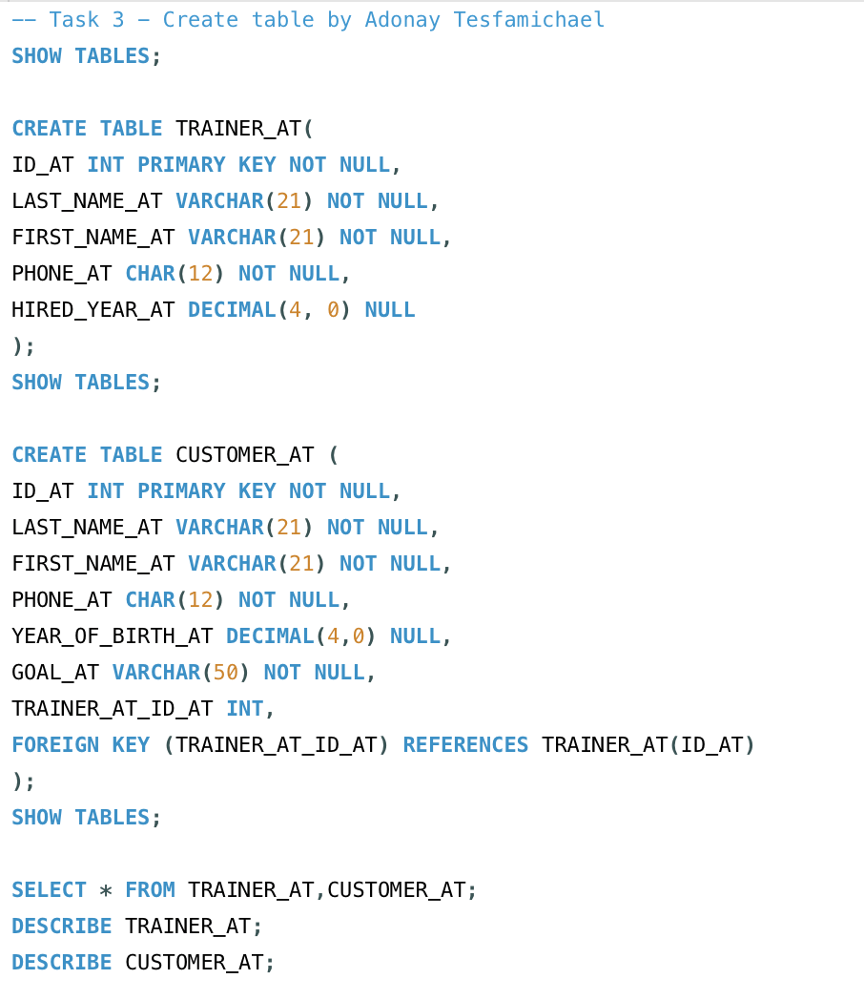 -- Task 3 - Create table by Adonay Tesfamichael
SHOW TABLES;
CREATE TABLE TRAINER_AT(
ID_AT INT PRIMARY KEY NOT NULL,
LAST_NAME_AT VARCHAR(21) NOT NULL,
FIRST_NAME_AT VARCHAR(21) NOT NULL,
PHONE_AT CHAR(12) NOT NULL,
HIRED_YEAR_AT DECIMAL(4, 0) NULL
);
SHOW TABLES;
CREATE TABLE CUSTOMER_AT (
ID_AT INT PRIMARY KEY NOT NULL,
LAST_NAME_AT VARCHAR(21) NOT NULL,
FIRST_NAME_AT VARCHAR(21) NOT NULL,
PHONE_AT CHAR(12) NOT NULL,
YEAR_OF_BIRTH_AT DECIMAL(4,0) NULL,
GOAL_AT VARCHAR(50) NOT NULL,
TRAINER_AT_ID_AT INT,
FOREIGN KEY (TRAINER_AT_ID_AT) REFERENCES TRAINER_AT(ID_AT)
);
SHOW TABLES;
SELECT * FROM TRAINER_AT,CUSTOMER_AT;
DESCRIBE TRAINER_AT;
DESCRIBE CUSTOMER_AT;